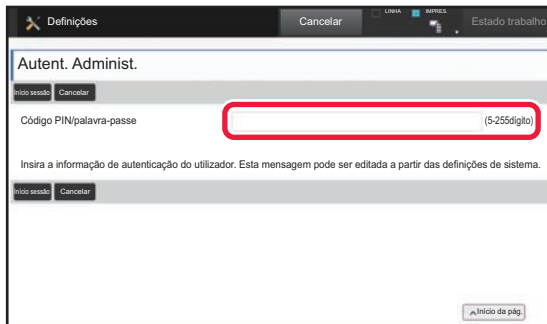 Definições
Cancelar
LINHA
IMPRES.
Estado trabalho
Autent. Administ.
Início sessão
Cancelar
Código PIN/palavra-passe
(5-255dígito)
Insira a informação de autenticação do utilizador. Esta mensagem pode ser editada a partir das definições de sistema.
Início sessão
Cancelar
Início da pág.